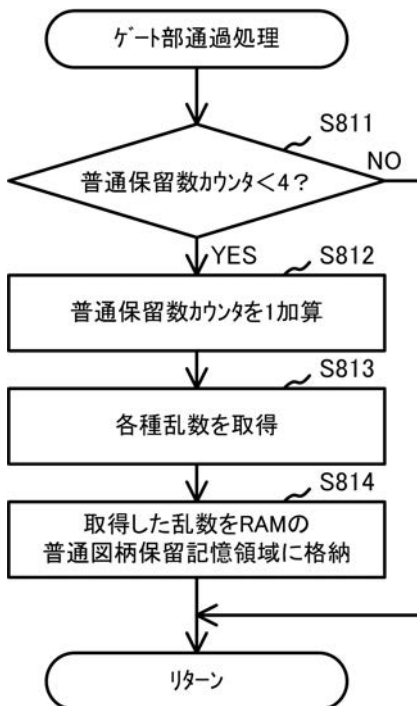 ゲート部通過処理
S811
普通保留数カウンタ＜4？
NO
YES
S812
普通保留数カウンタを1加算
S813
各種乱数を取得
S814
取得した乱数をRAMの
普通図柄保留記憶領域に格納
リターン